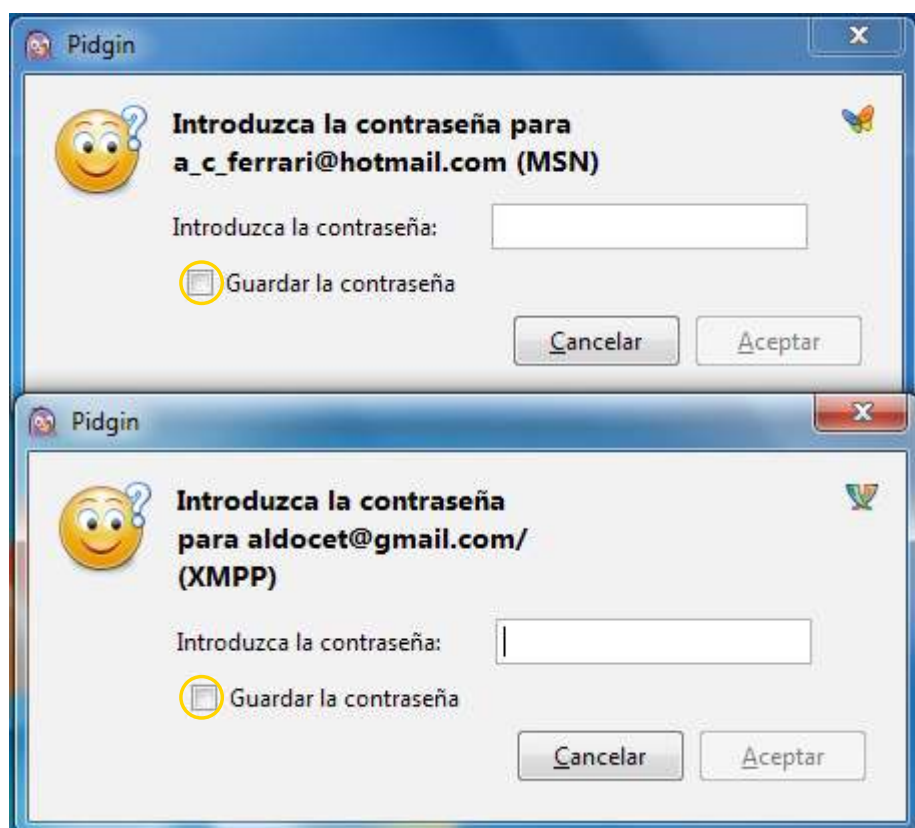 Pidgin
Introduzca la contraseña para
a_c_ferrari@hotmail.com (MSN)
Introduzca la contraseña:
Guardar la contraseña
Cancelar Aceptar
Pidgin
Introduzca la contraseña
para aldocet@gmail.com/
(XMPP)
Introduzca la contraseña:
Guardar la contraseña
Cancelar Aceptar